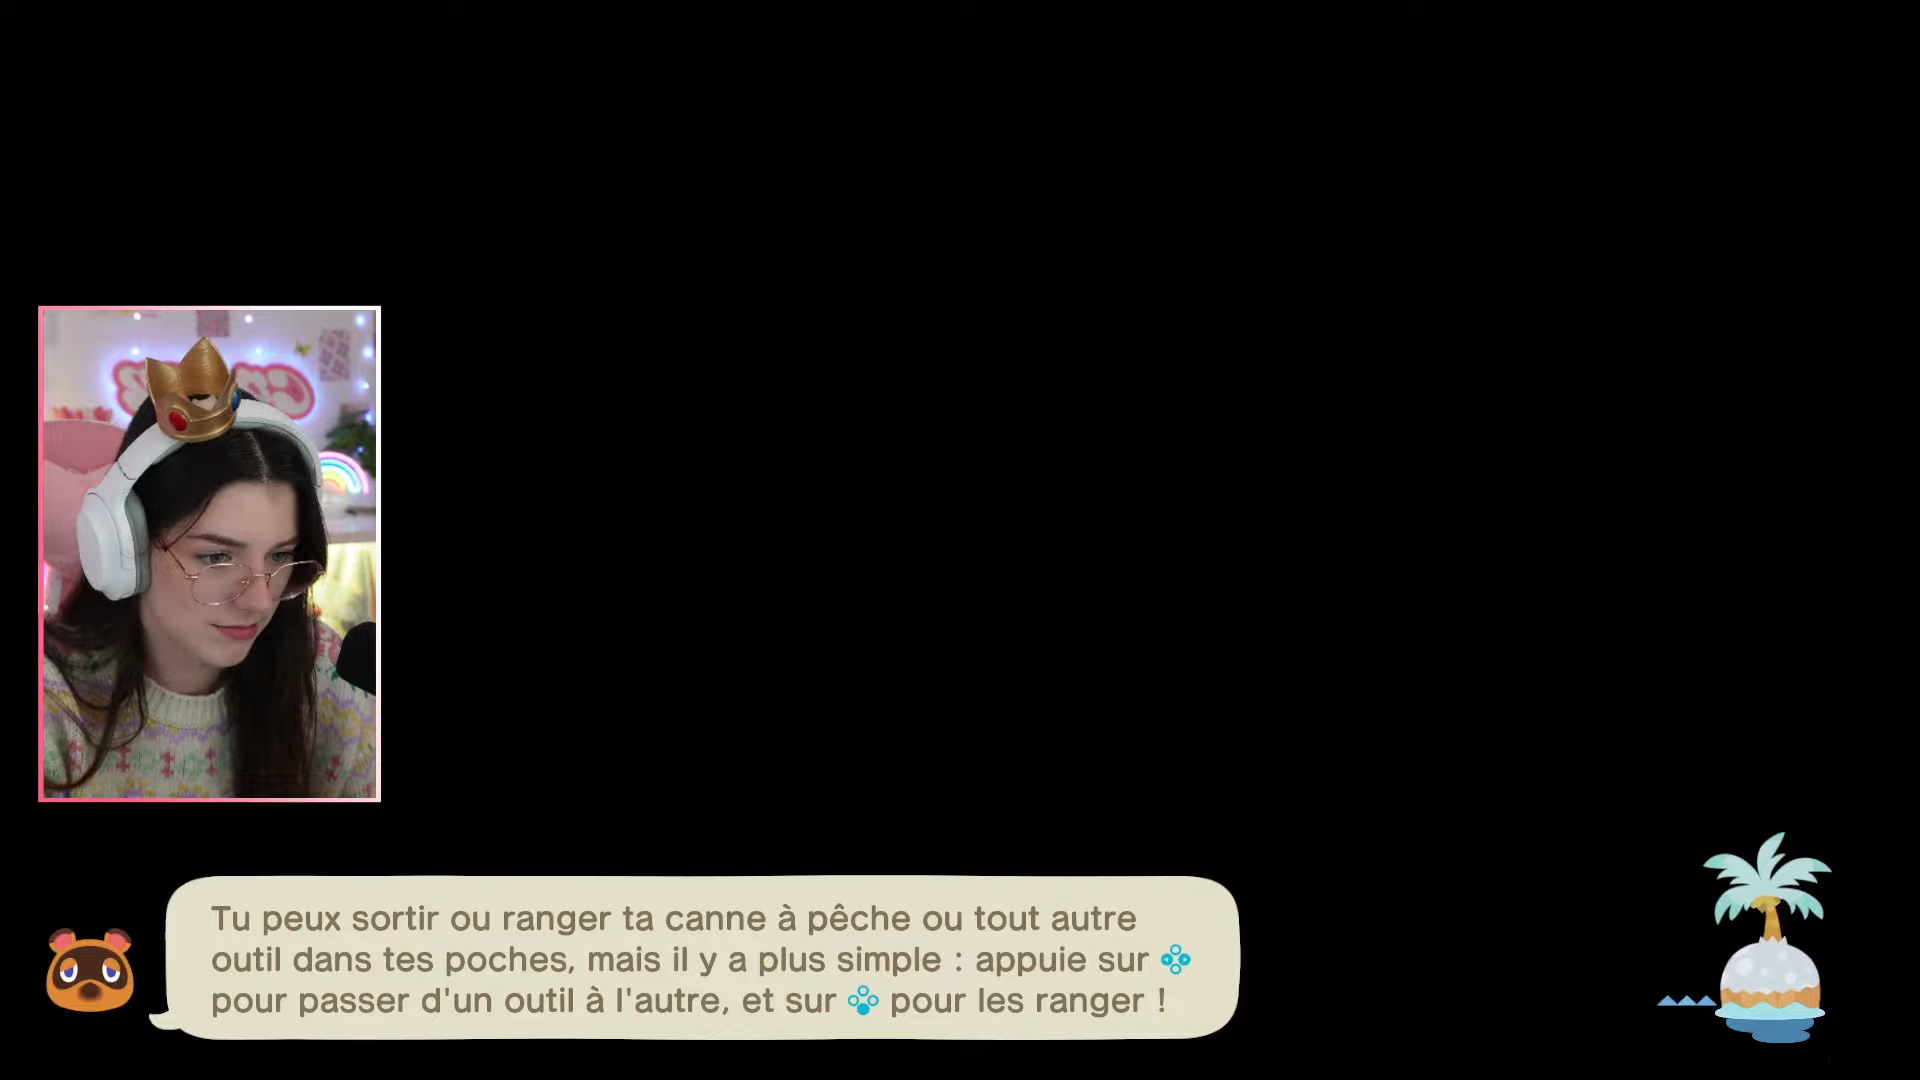 Tu peux sortir ou ranger ta canne à pêche ou tout autre
outil dans tes poches, mais il y a plus simple : appuie sur
pour passer d'un outil à l'autre, et sur pour les ranger !